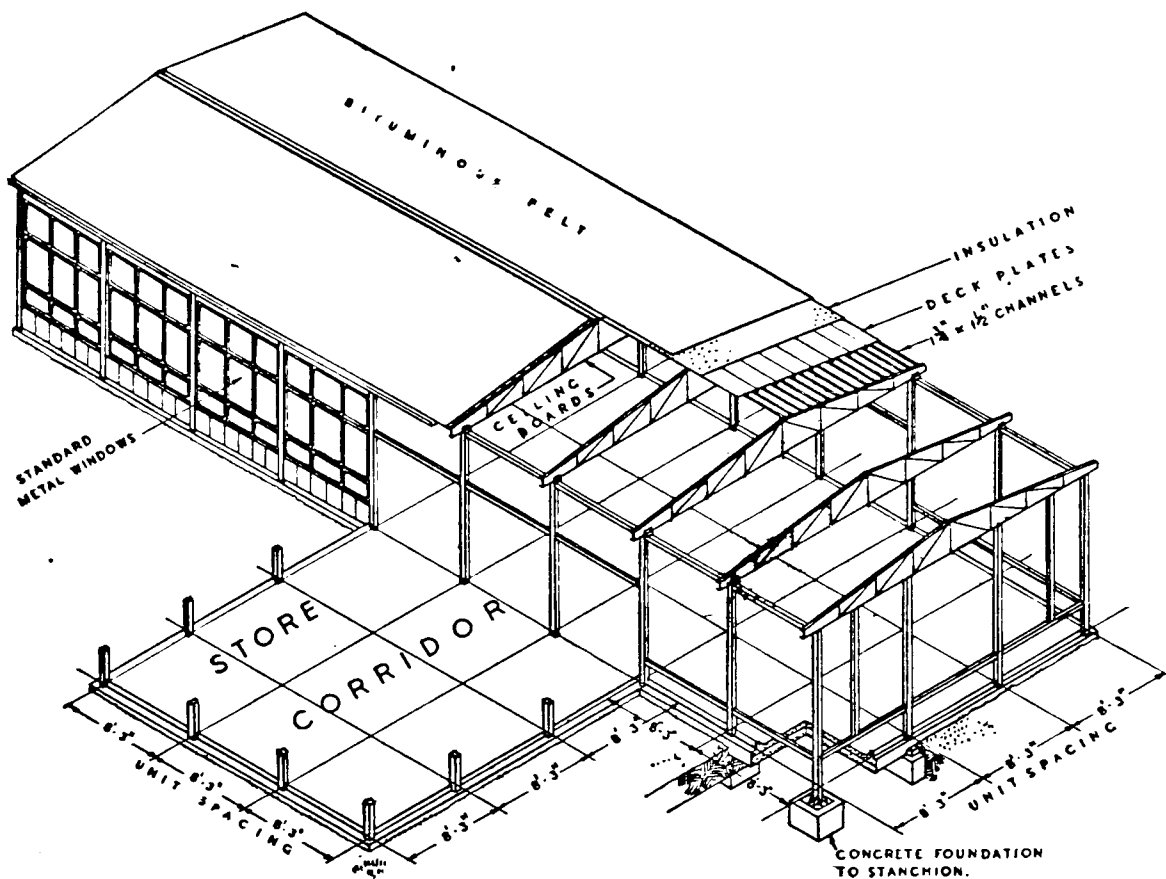 BITUMINOUS FELT
INSULATION
DECK PLATES
1¾" × 1½" CHANNELS
CEILING
BOARDS
STANDARD
METAL WINDOWS
STORE
CORRIDOR
8'·3"
8'·3"
8'·3"
UNIT SPACING
8'·3"
8'·3"
8'·3"
8'·3"
8'·3"
8'·3"
8'·3"
8'·3"
UNIT SPACING
CONCRETE FOUNDATION
TO STANCHION.